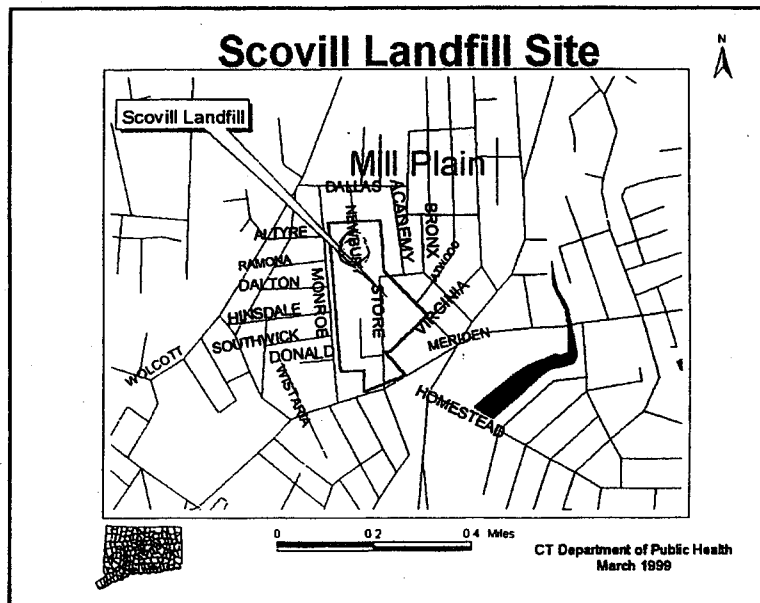 Scovill Landfill Site
N
Scovill Landfill
Mill Plain
DALLAS
ACADEMY
BRONX
ALTYRE
RAMONA
DALTON
MONROE
STORE
ATWOOD
VIRGINIA
HINSDALE
SOUTHWICK
DONALD
MERIDEN
WOLCOTT
WISTARIA
HOMESTEAD
0 0.2 0.4 Miles
CT Department of Public Health
March 1999